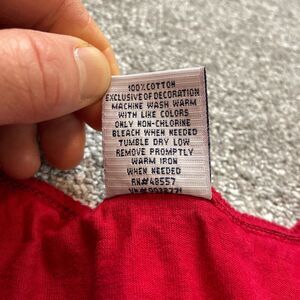 100% COTTON
EXCLUSIVE OF DECORATION
MACHINE WASH WARM
WITH LIKE COLORS
ONLY NON-CHLORINE
BLEACH WHEN NEEDED
TUMBLE DRY LOW
REMOVE PROMPTLY
WARM IRON
WHEN NEEDED
RN#48557